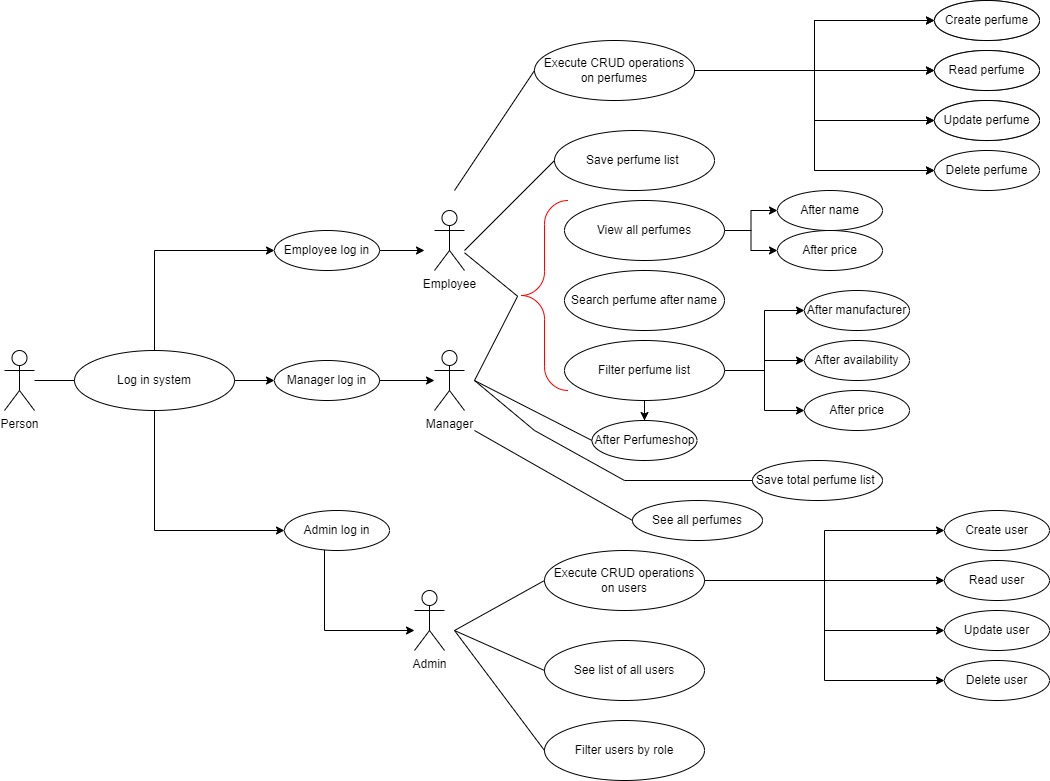 Create perfume
Execute CRUD operations
on perfumes
Read perfume
Update perfume
Save perfume list
Delete perfume
After name
View all perfumes
Employee log in
After price
Employee
Search perfume after name
After manufacturer
Log in system
Manager log in
Filter perfume list
After availability
Person
Manager
After price
After Perfumeshop
Save total perfume list
See all perfumes
Admin log in
Create user
Execute CRUD operations
on users
Read user
Update user
Admin
See list of all users
Delete user
Filter users by role